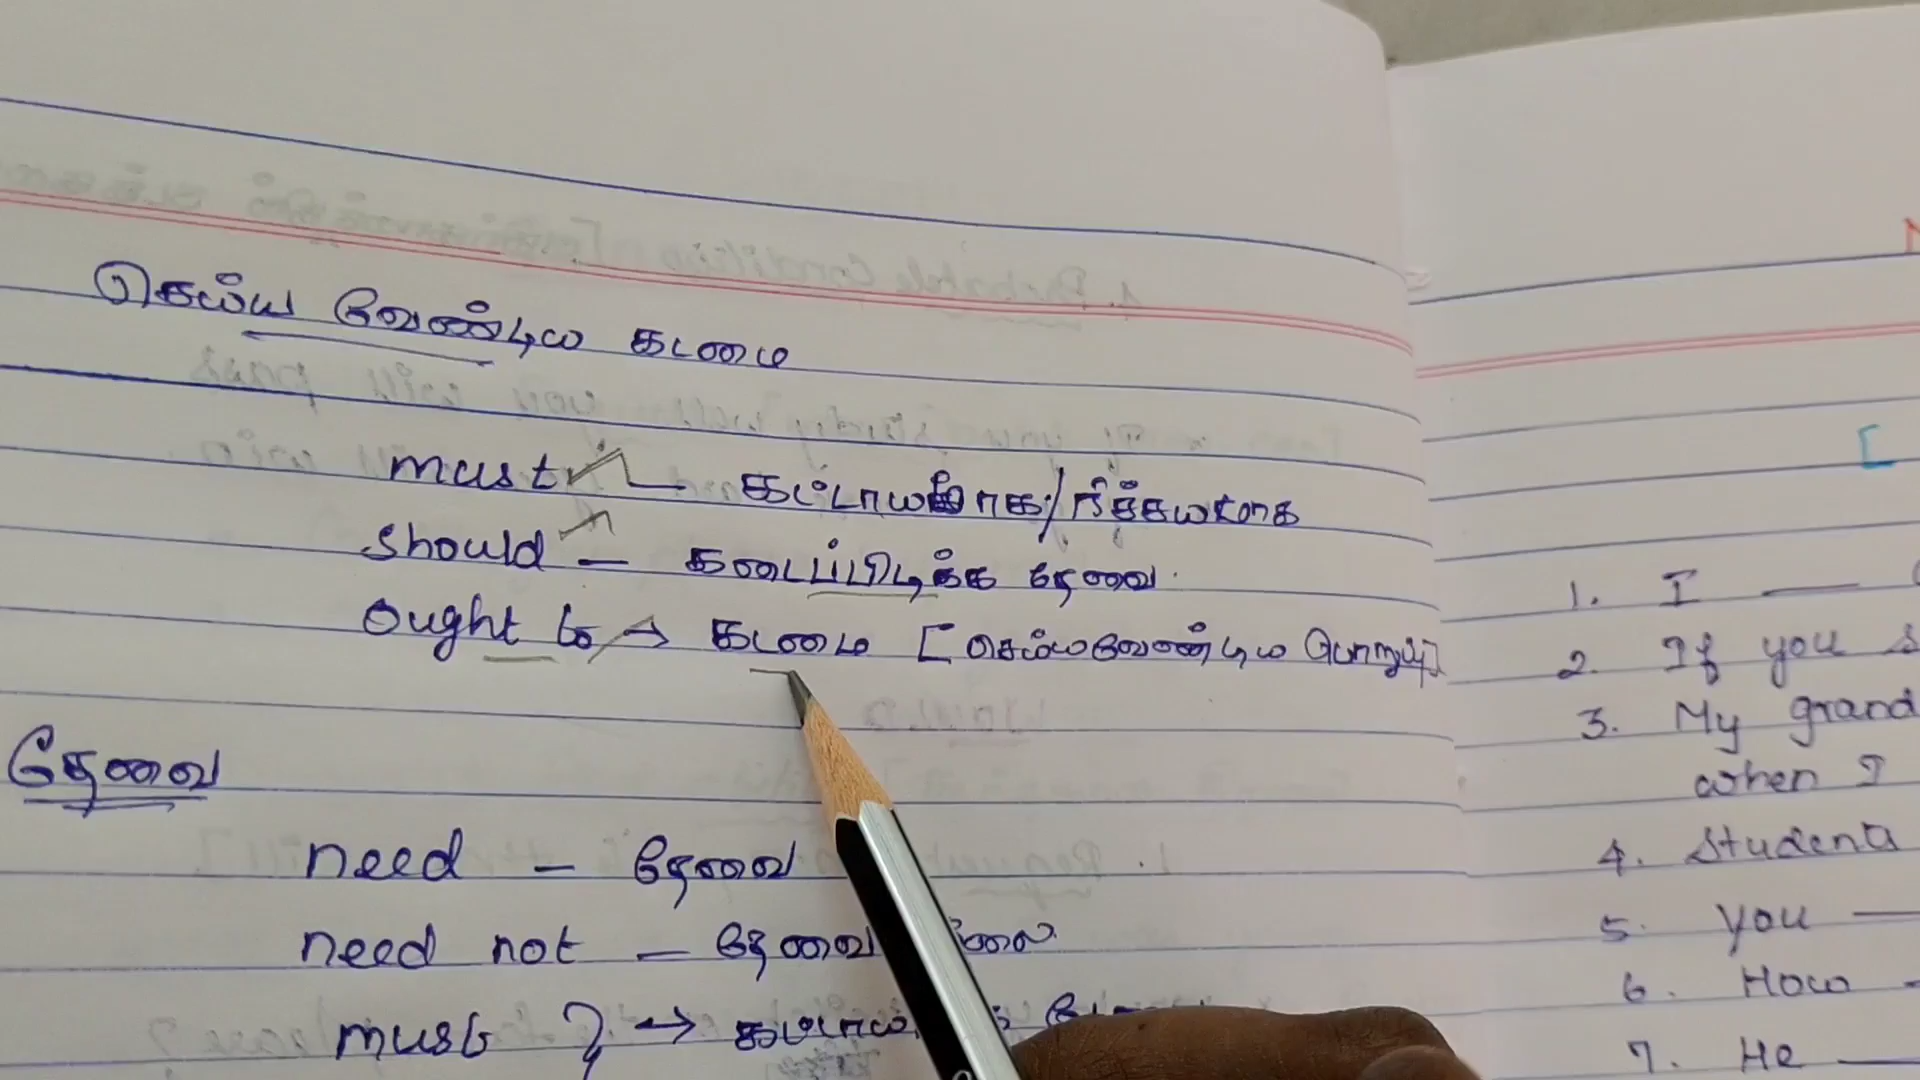 செய்ய வேண்டிய கடமை
must — கட்டாயமாக/நிச்சயமாக
should — கடைப்பிடிக்க தேவை.
ought to → கடமை [செய்யவேண்டிய பொறுப்பு]
தேவை
need — தேவை
need not — தேவை
must ? →
[
1. I —
2. If you
3. My grand
when I
4. Students
5. You —
6. How
7. He —